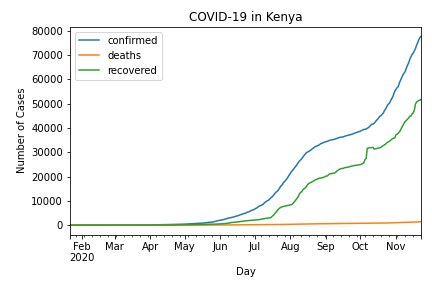 COVID-19 in Kenya
80000
70000
60000
50000
40000
30000
20000
10000
0
Number of Cases
confirmed
deaths
recovered
Feb Mar Apr May Jun Jul Aug Sep Oct Nov
2020
Day